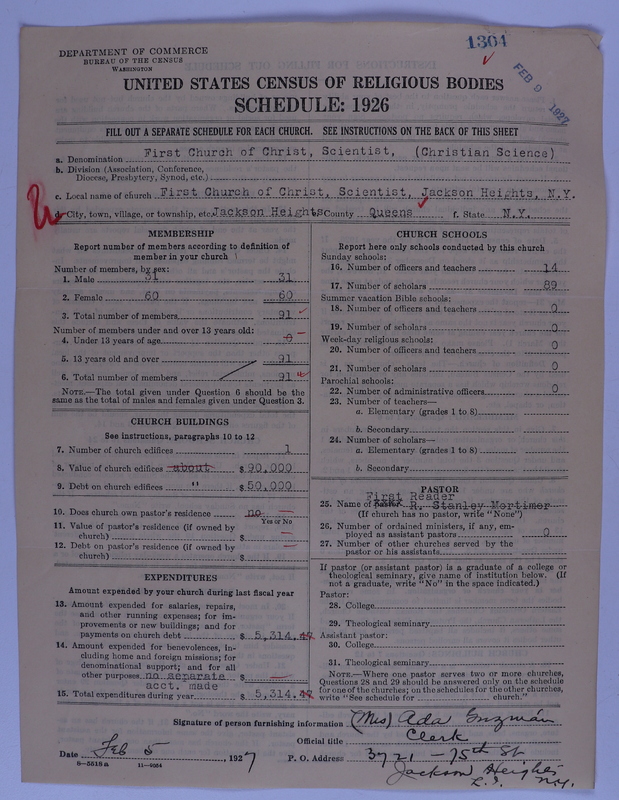 1304
FEB 9 1927
DEPARTMENT OF COMMERCE
BUREAU OF THE CENSUS
WASHINGTON
UNITED STATES CENSUS OF RELIGIOUS BODIES
SCHEDULE: 1926
FILL OUT A SEPARATE SCHEDULE FOR EACH CHURCH. SEE INSTRUCTIONS ON THE BACK OF THIS SHEET
a. Denomination First Church of Christ, Scientist, (Christian Science)
b. Division (Association, Conference,
Diocese, Presbytery, Synod, etc.)
c. Local name of church First Church of Christ, Scientist, Jackson Heights, N.Y.
d. City, town, village, or township, etc. Jackson Heights County Queens f. State N.Y.
MEMBERSHIP
Report number of members according to definition of
member in your church
Number of members, by sex:
1. Male 31 31
2. Female 60 60
3. Total number of members 91
Number of members under and over 13 years old:
4. Under 13 years of age 0
5. 13 years old and over 91
6. Total number of members 91
NOTE.—The total given under Question 6 should be the
same as the total of males and females given under Question 3.
CHURCH BUILDINGS
See instructions, paragraphs 10 to 12
7. Number of church edifices 1
8. Value of church edifices about $90,000
9. Debt on church edifices " $50,000
10. Does church own pastor's residence no
Yes or No
11. Value of pastor's residence (if owned by
church) $
12. Debt on pastor's residence (if owned by
church) $
EXPENDITURES
Amount expended by your church during last fiscal year
13. Amount expended for salaries, repairs,
and other running expenses; for im-
provements or new buildings; and for
payments on church debt $ 5,314.
14. Amount expended for benevolences, in-
cluding home and foreign missions; for
denominational support; and for all
other purposes no separate $
acct. made
15. Total expenditures during year $ 5,314.
CHURCH SCHOOLS
Report here only schools conducted by this church
Sunday schools:
16. Number of officers and teachers 14
17. Number of scholars 89
Summer vacation Bible schools:
18. Number of officers and teachers 0
19. Number of scholars 0
Week-day religious schools:
20. Number of officers and teachers 0
21. Number of scholars 0
Parochial schools:
22. Number of administrative officers 0
23. Number of teachers—
a. Elementary (grades 1 to 8)
b. Secondary
24. Number of scholars—
a. Elementary (grades 1 to 8)
b. Secondary
PASTOR
First Reader
25. Name of R. Stanley Mortimer
(If church has no pastor, write "None")
26. Number of ordained ministers, if any, em-
ployed as assistant pastors 0
27. Number of other churches served by the
pastor or his assistants
If pastor (or assistant pastor) is a graduate of a college or
theological seminary, give name of institution below. (If
not a graduate, write "No" in the space indicated.)
Pastor:
28. College
29. Theological seminary
Assistant pastor:
30. College
31. Theological seminary
NOTE.—Where one pastor serves two or more churches,
Questions 28 and 29 should be answered only on the schedule
for one of the churches; on the schedules for the other churches,
write "See schedule for church."
Signature of person furnishing information (Miss) Ada Guzmán
Official title Clerk
Date Feb 5, 1927 P. O. Address 3721-75th St
Jackson Heights
L.I. N.Y.
8—5518a 11—9034